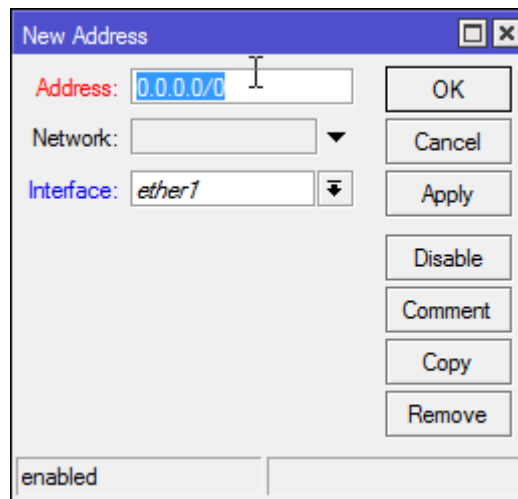 New Address
Address: 0.0.0.0/0
Network:
Interface: ether1
OK
Cancel
Apply
Disable
Comment
Copy
Remove
enabled